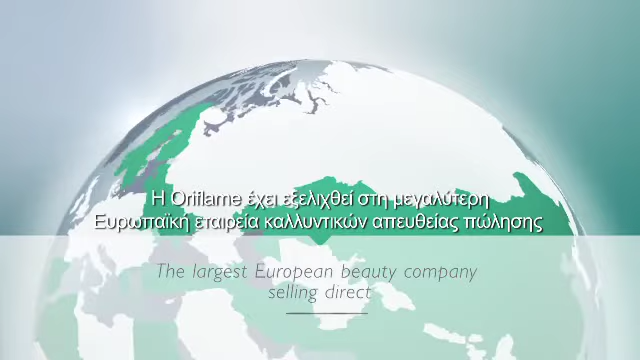 Η Oriflame έχει εξελιχθεί στη μεγαλύτερη
Ευρωπαϊκή εταιρεία καλλυντικών απευθείας πώλησης
The largest European beauty company
selling direct